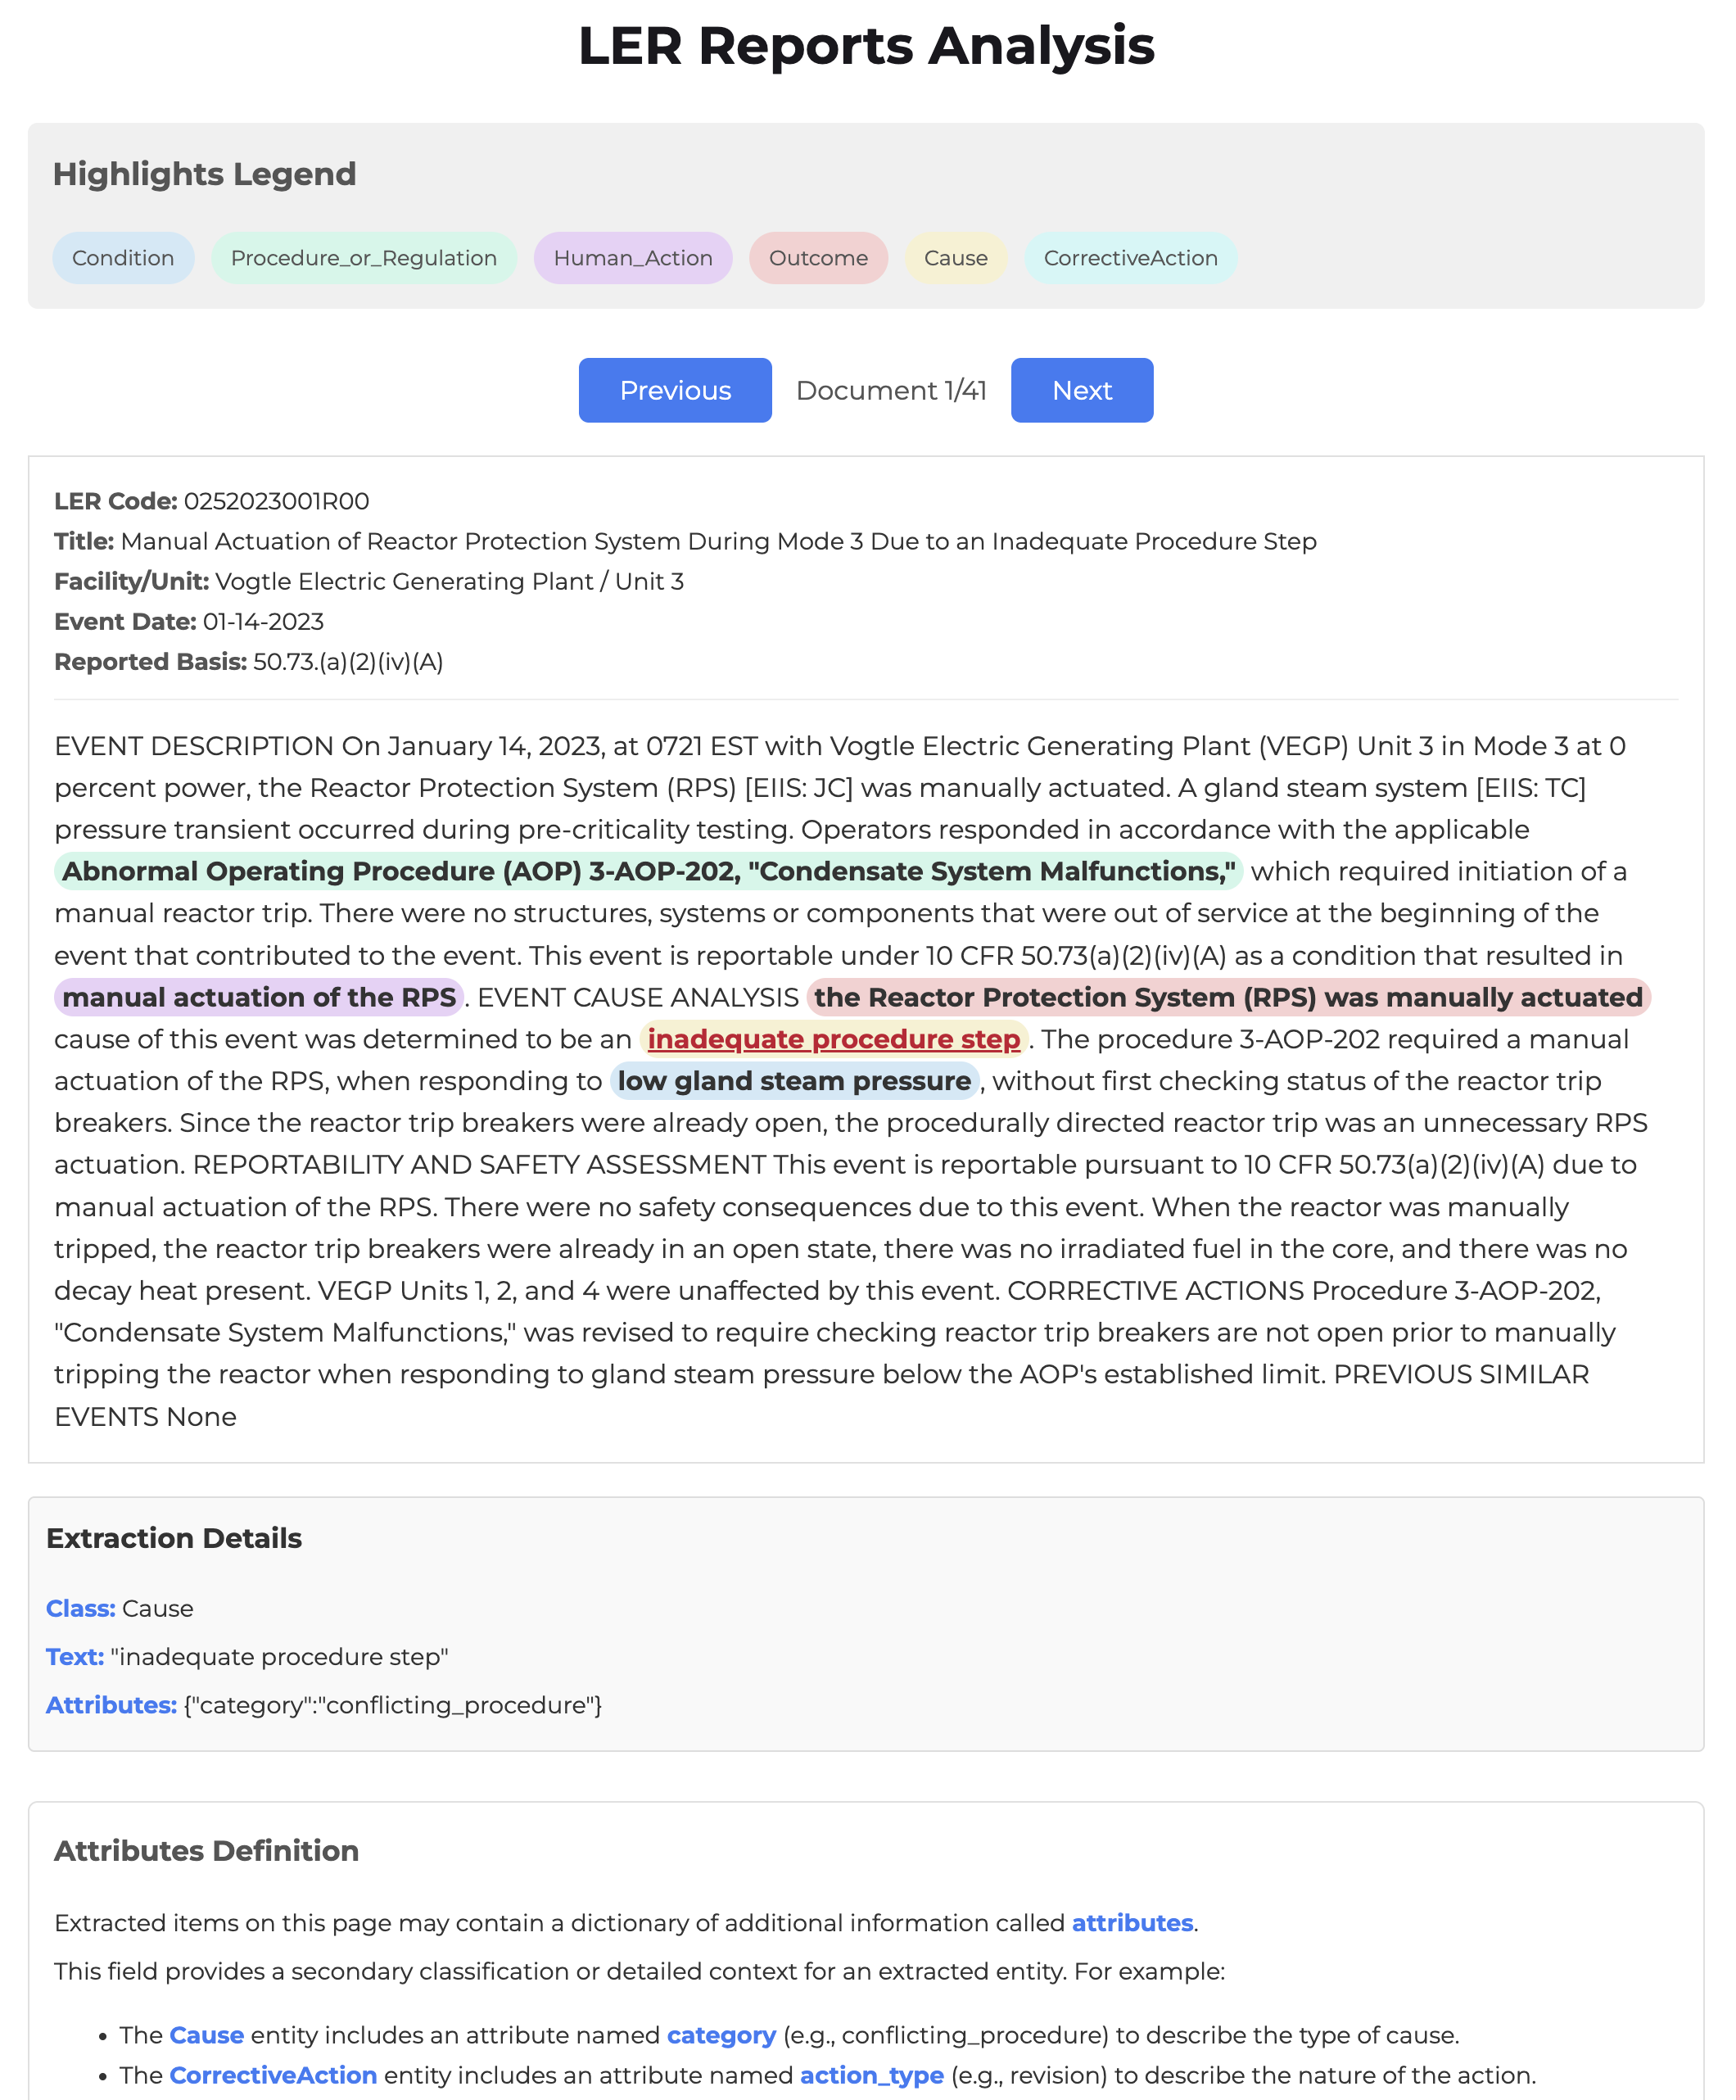 LER Reports Analysis
Highlights Legend
Condition
Procedure_or_Regulation
Human_Action
Outcome
Cause
CorrectiveAction
Previous
Document 1/41
Next
LER Code: 0252023001R00
Title: Manual Actuation of Reactor Protection System During Mode 3 Due to an Inadequate Procedure Step
Facility/Unit: Vogtle Electric Generating Plant / Unit 3
Event Date: 01-14-2023
Reported Basis: 50.73.(a)(2)(iv)(A)
EVENT DESCRIPTION On January 14, 2023, at 0721 EST with Vogtle Electric Generating Plant (VEGP) Unit 3 in Mode 3 at 0
percent power, the Reactor Protection System (RPS) [EIIS: JC] was manually actuated. A gland steam system [EIIS: TC]
pressure transient occurred during pre-criticality testing. Operators responded in accordance with the applicable
Abnormal Operating Procedure (AOP) 3-AOP-202, "Condensate System Malfunctions," which required initiation of a
manual reactor trip. There were no structures, systems or components that were out of service at the beginning of the
event that contributed to the event. This event is reportable under 10 CFR 50.73(a)(2)(iv)(A) as a condition that resulted in
manual actuation of the RPS. EVENT CAUSE ANALYSIS the Reactor Protection System (RPS) was manually actuated
cause of this event was determined to be an inadequate procedure step. The procedure 3-AOP-202 required a manual
actuation of the RPS, when responding to low gland steam pressure, without first checking status of the reactor trip
breakers. Since the reactor trip breakers were already open, the procedurally directed reactor trip was an unnecessary RPS
actuation. REPORTABILITY AND SAFETY ASSESSMENT This event is reportable pursuant to 10 CFR 50.73(a)(2)(iv)(A) due to
manual actuation of the RPS. There were no safety consequences due to this event. When the reactor was manually
tripped, the reactor trip breakers were already in an open state, there was no irradiated fuel in the core, and there was no
decay heat present. VEGP Units 1, 2, and 4 were unaffected by this event. CORRECTIVE ACTIONS Procedure 3-AOP-202,
"Condensate System Malfunctions," was revised to require checking reactor trip breakers are not open prior to manually
tripping the reactor when responding to gland steam pressure below the AOP's established limit. PREVIOUS SIMILAR
EVENTS None
Extraction Details
Class: Cause
Text: "inadequate procedure step"
Attributes: {"category":"conflicting_procedure"}
Attributes Definition
Extracted items on this page may contain a dictionary of additional information called attributes.
This field provides a secondary classification or detailed context for an extracted entity. For example:
• The Cause entity includes an attribute named category (e.g., conflicting_procedure) to describe the type of cause.
• The CorrectiveAction entity includes an attribute named action_type (e.g., revision) to describe the nature of the action.